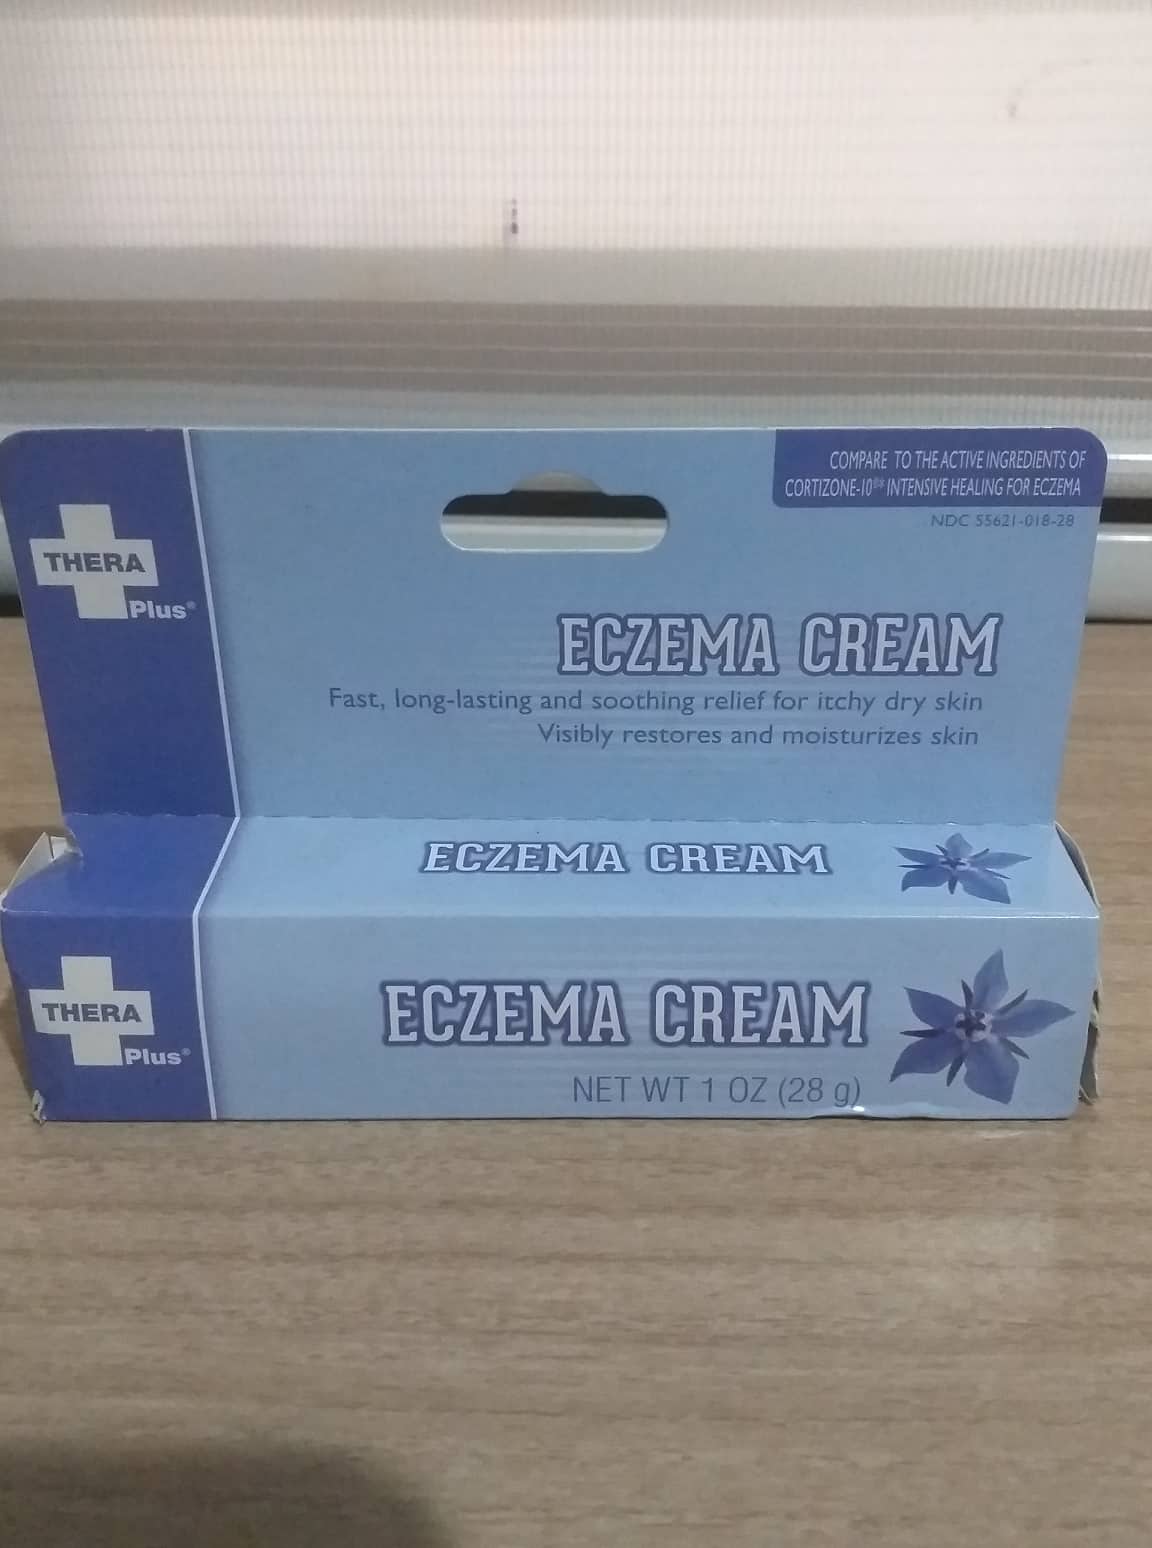 COMPARE TO THE ACTIVE INGREDIENTS OF
CORTIZONE-10®* INTENSIVE HEALING FOR ECZEMA
NDC 55621-018-28
THERA
Plus®
ECZEMA CREAM
Fast, long-lasting and soothing relief for itchy dry skin
Visibly restores and moisturizes skin
ECZEMA CREAM
THERA
Plus®
ECZEMA CREAM
NET WT 1 OZ (28 g)